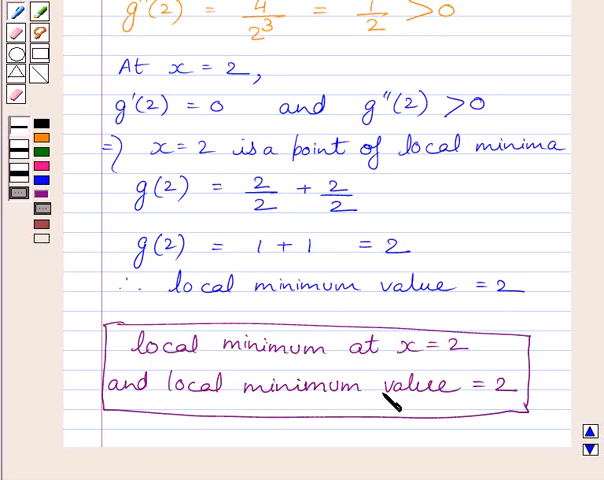 g''(2) = 4/2³ = 1/2 > 0
At x = 2,
g'(2) = 0 and g''(2) > 0
=) x = 2 is a point of local minima
g(2) = 2/2 + 2/2
g(2) = 1 + 1 = 2
∴ local minimum value = 2
local minimum at x = 2
and local minimum value = 2